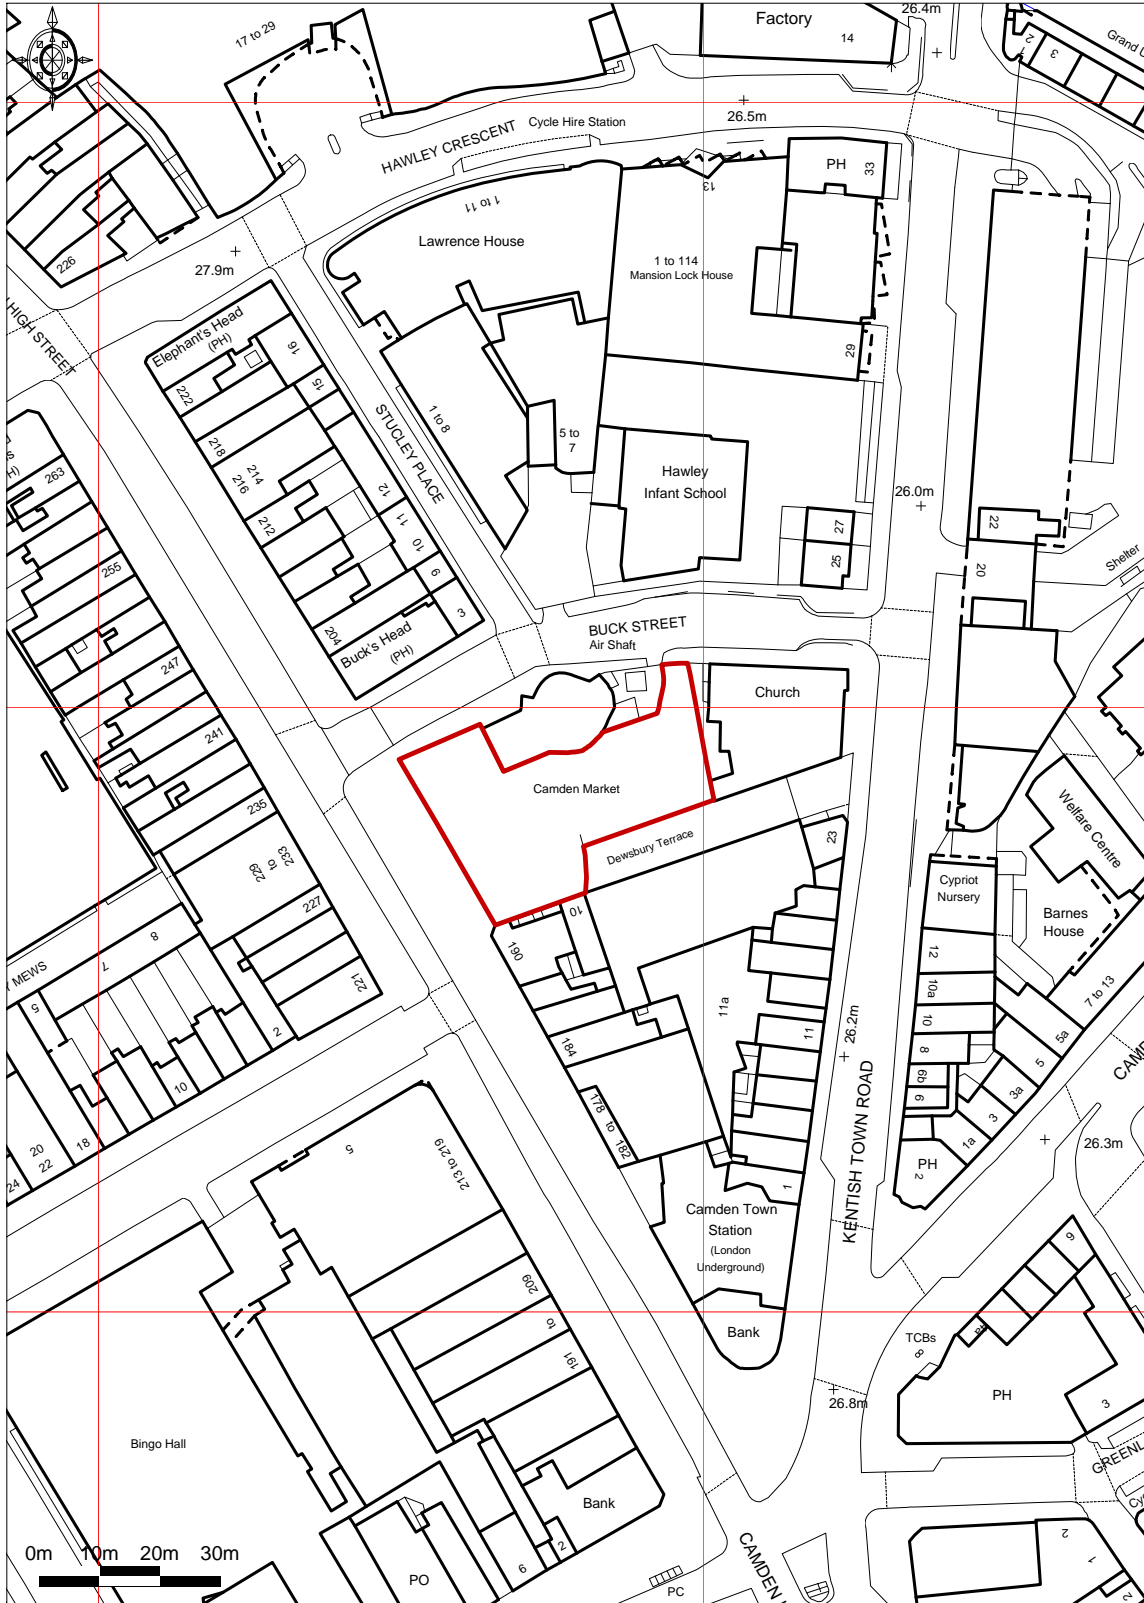 26.4m
Factory
14
17 to 29
2
3
26.5m
Cycle Hire Station
HAWLEY CRESCENT
PH
33
13
1 to 11
Lawrence House
1 to 114
Mansion Lock House
226
27.9m
HIGH STREET
Elephant's Head
(PH)
16
222
15
29
218
STUCLEY PLACE
1 to 8
5 to
7
214
216
12
263
Hawley
Infant School
26.0m
212
11
27
22
10
25
255
20
Shelter
9
3
204
Buck's Head
(PH)
BUCK STREET
Air Shaft
247
Church
241
Camden Market
235
Welfare Centre
233
to
229
Dewsbury Terrace
23
Cypriot
Nursery
227
10
Barnes
House
190
8
7
MEWS
12
221
10a
7 to 13
5
11a
10
11
26.2m
2
184
8
5a
5
6b
6
10
178
to
182
3a
3
1a
KENTISH TOWN ROAD
26.3m
20
22
18
24
5
213 to 219
PH
2
1
Camden Town
Station
(London
Underground)
9
209
to
191
Bank
TCBs
8
4a
PH
26.8m
3
Bingo Hall
GREENL
Bank
2
6
0m 10m 20m 30m
PO
PC
CAMDEN
2
1
2